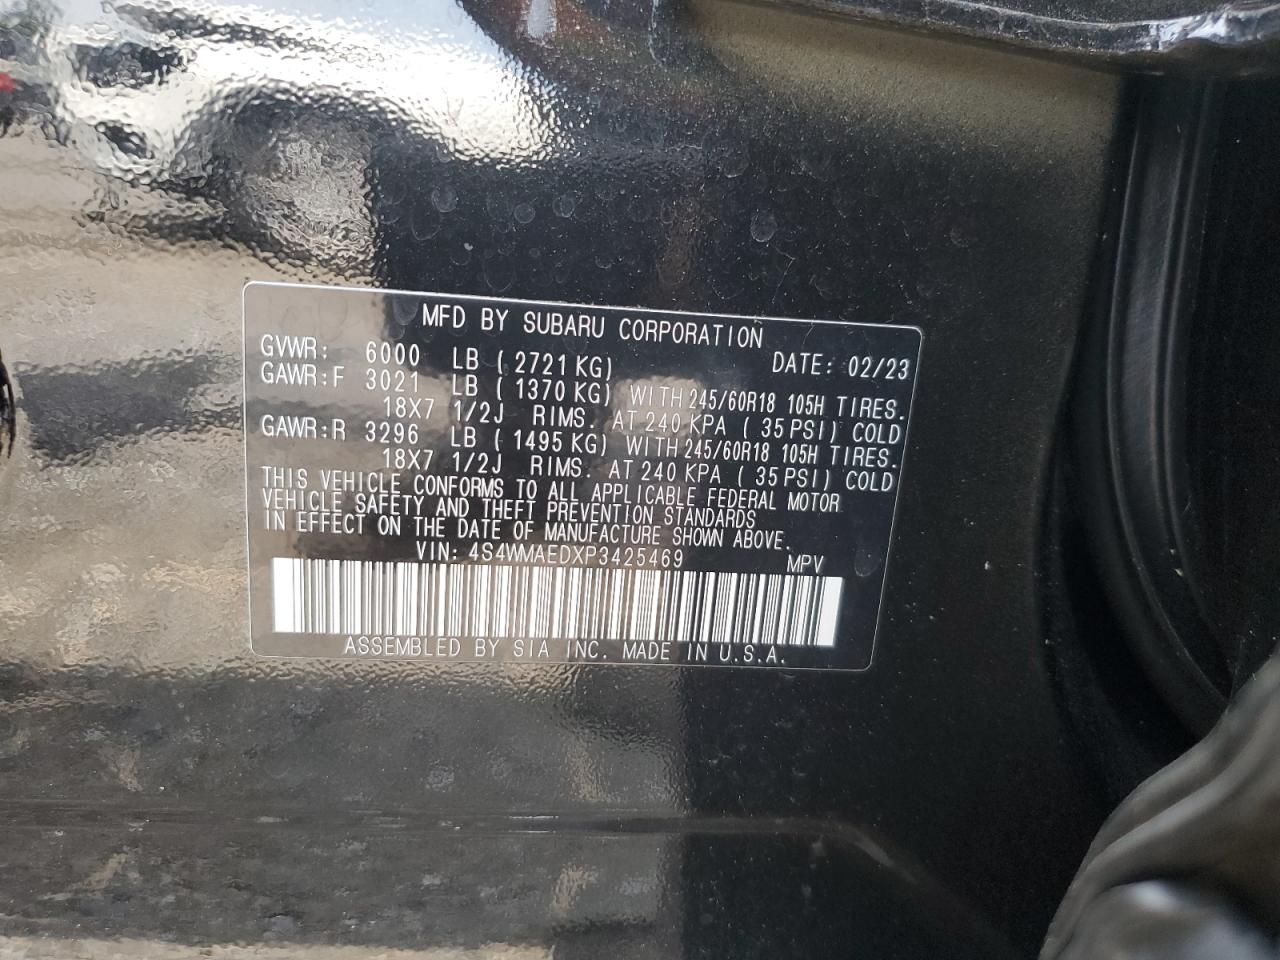 MFD BY SUBARU CORPORATION
GVWR: 6000 LB ( 2721 KG) DATE: 02/23
GAWR:F 3021 LB ( 1370 KG) WITH 245/60R18 105H TIRES.
18X7 1/2J RIMS. AT 240 KPA ( 35 PSI) COLD
GAWR:R 3296 LB ( 1495 KG) WITH 245/60R18 105H TIRES.
18X7 1/2J RIMS. AT 240 KPA ( 35 PSI) COLD
THIS VEHICLE CONFORMS TO ALL APPLICABLE FEDERAL MOTOR
VEHICLE SAFETY AND THEFT PREVENTION STANDARDS
IN EFFECT ON THE DATE OF MANUFACTURE SHOWN ABOVE.
VIN: 4S4WMAEDXP3425469 MPV
ASSEMBLED BY SIA INC. MADE IN U.S.A.